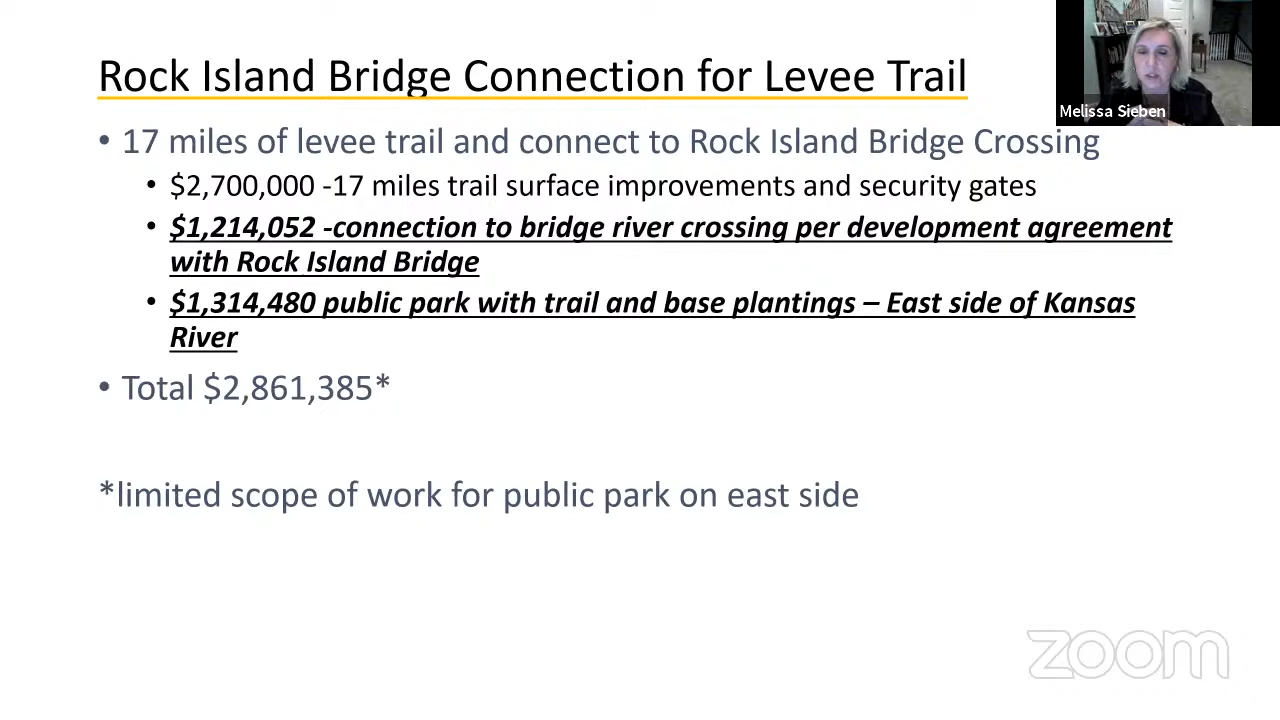 Rock Island Bridge Connection for Levee Trail
Melissa Sieben
• 17 miles of levee trail and connect to Rock Island Bridge Crossing
• $2,700,000 -17 miles trail surface improvements and security gates
• $1,214,052 -connection to bridge river crossing per development agreement
with Rock Island Bridge
• $1,314,480 public park with trail and base plantings – East side of Kansas
River
• Total $2,861,385*
*limited scope of work for public park on east side
zoom